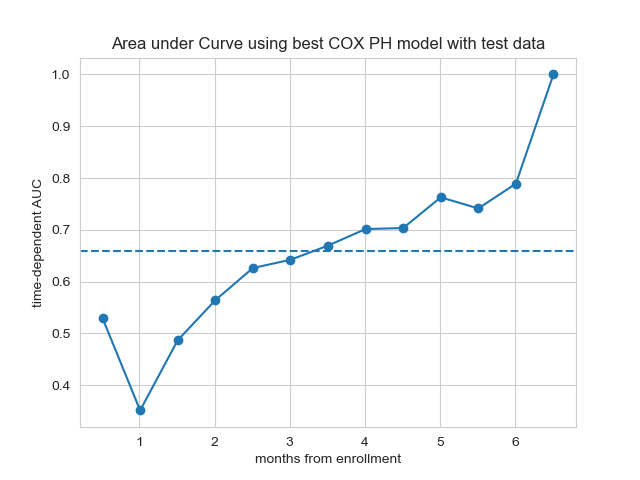 Area under Curve using best COX PH model with test data
1.0
0.9
0.8
0.7
0.6
0.5
0.4
time-dependent AUC
1 2 3 4 5 6
months from enrollment